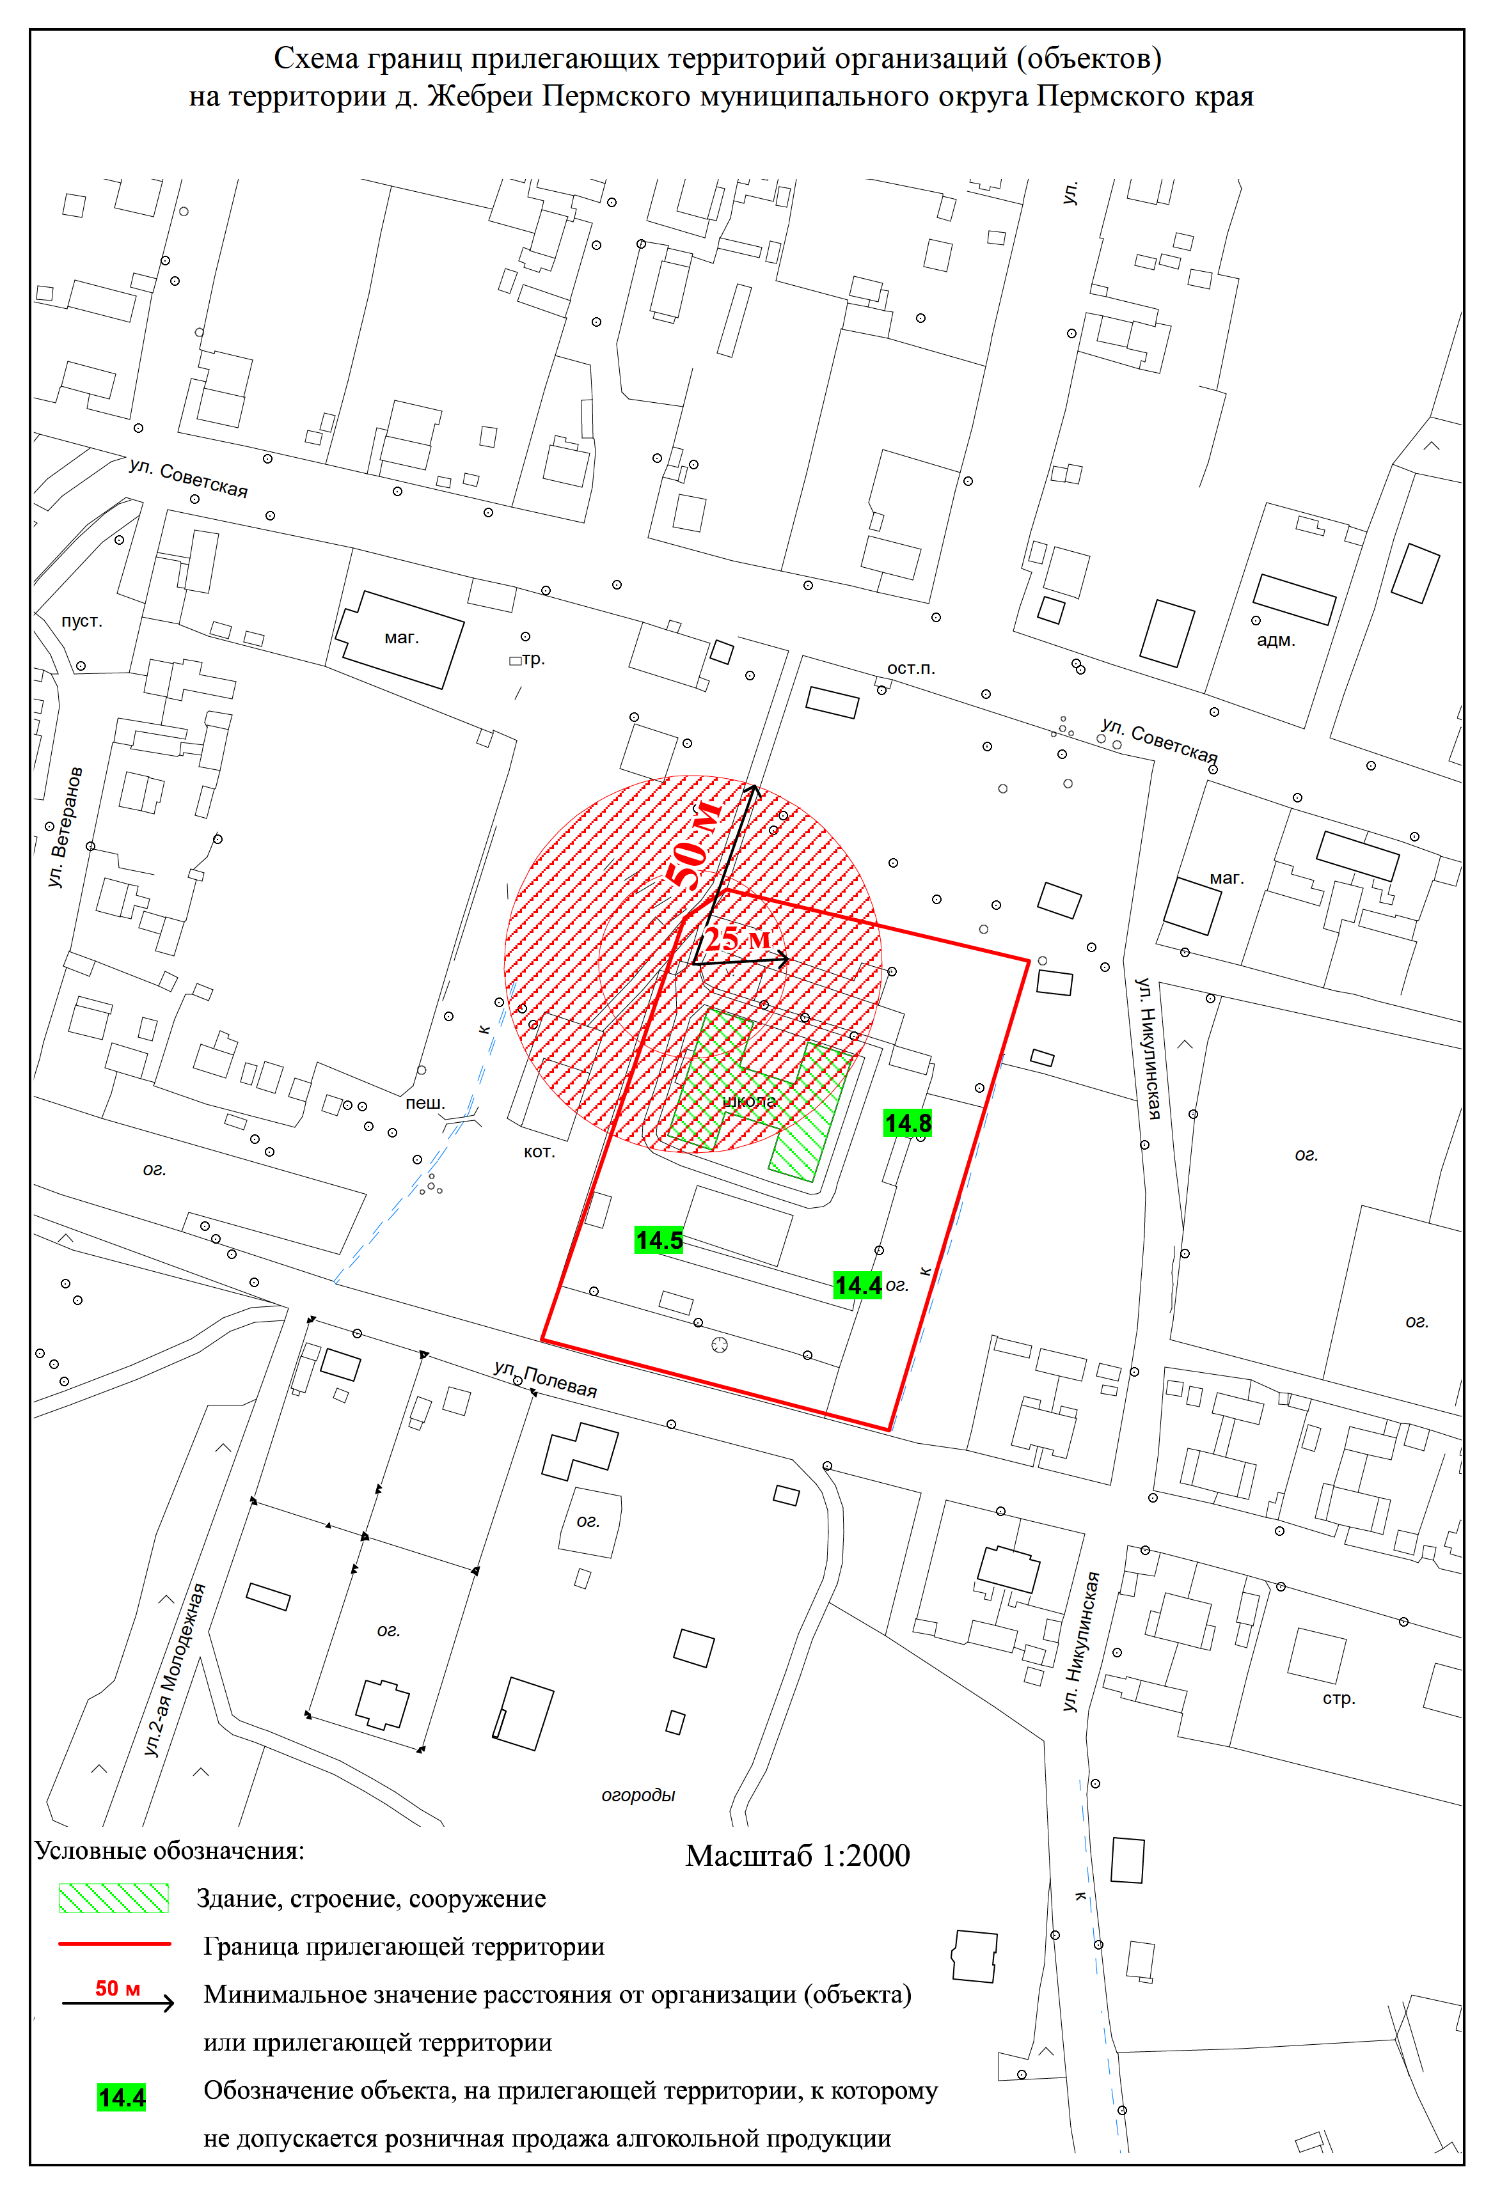 Схема границ прилегающих территорий организаций (объектов)
на территории д. Жебреи Пермского муниципального округа Пермского края
ул.
ул. Советская
пуст.
маг.
тр.
ост.п.
адм.
ул. Советская
ул. Ветеранов
50 м
маг.
25 м
ул. Никулинская
к
школа
пеш.
14.8
кот.
ог.
ог.
14.5
14.4
ог.
к
ог.
ул. Полевая
ог.
ог.
ул.2-ая Молодежная
ул. Никулинская
стр.
огороды
Условные обозначения:
Масштаб 1:2000
Здание, строение, сооружение
к
Граница прилегающей территории
50 м
Минимальное значение расстояния от организации (объекта)
или прилегающей территории
14.4
Обозначение объекта, на прилегающей территории, к которому
не допускается розничная продажа алгокольной продукции